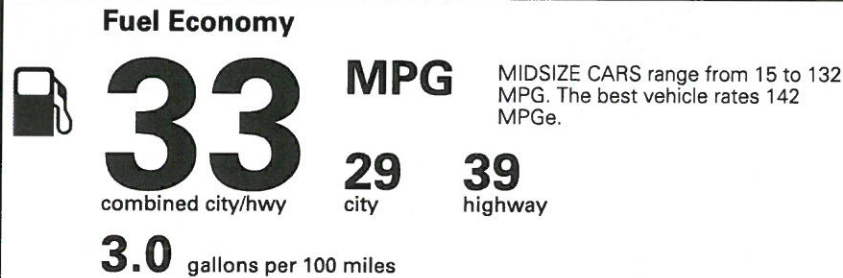 Fuel Economy
33 MPG
MIDSIZE CARS range from 15 to 132
MPG. The best vehicle rates 142
MPGe.
combined city/hwy
29
city
39
highway
3.0 gallons per 100 miles